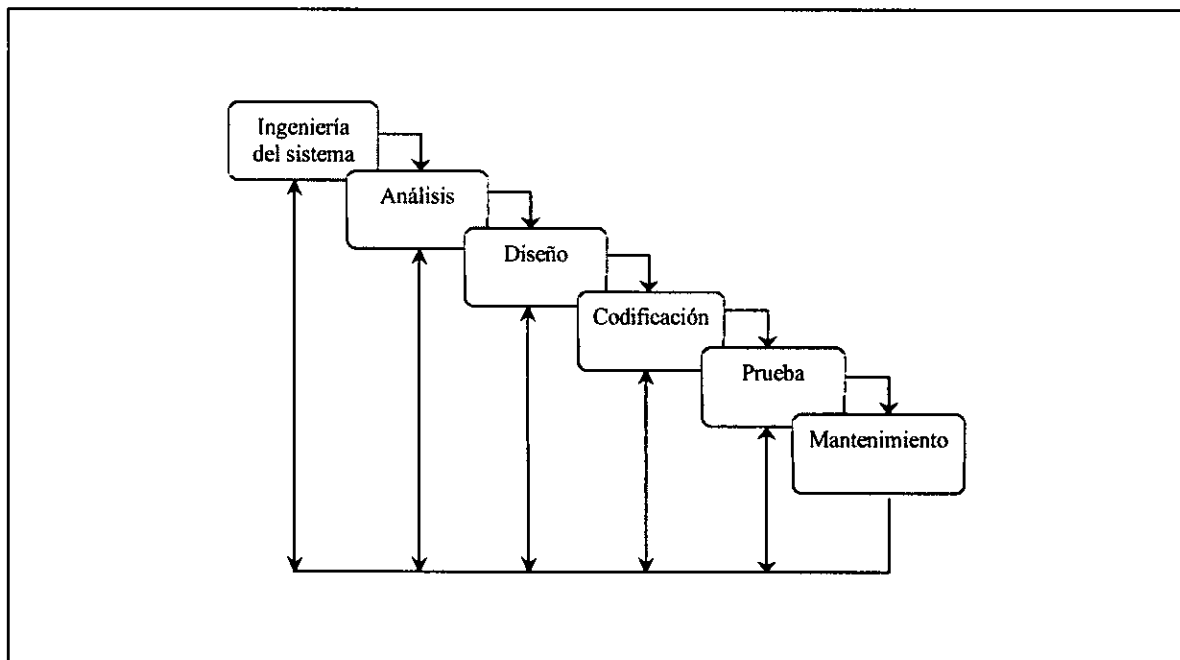 Ingeniería
del sistema
Análisis
Diseño
Codificación
Prueba
Mantenimiento